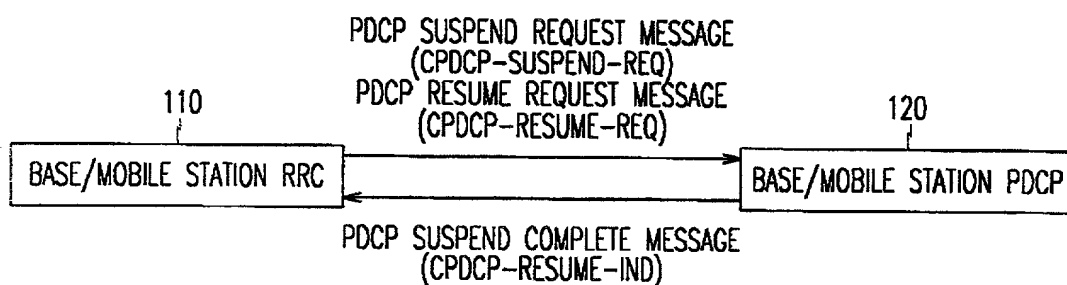 PDCP SUSPEND REQUEST MESSAGE
(CPDCP-SUSPEND-REQ)
PDCP RESUME REQUEST MESSAGE
(CPDCP-RESUME-REQ)
110
120
BASE/MOBILE STATION RRC
BASE/MOBILE STATION PDCP
PDCP SUSPEND COMPLETE MESSAGE
(CPDCP-RESUME-IND)